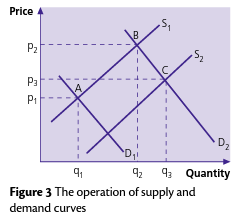 Price
S₁
B
p₂
S₂
p₃
C
A
p₁
D₁
D₂
q₁
q₂
q₃
Quantity
Figure 3 The operation of supply and
demand curves